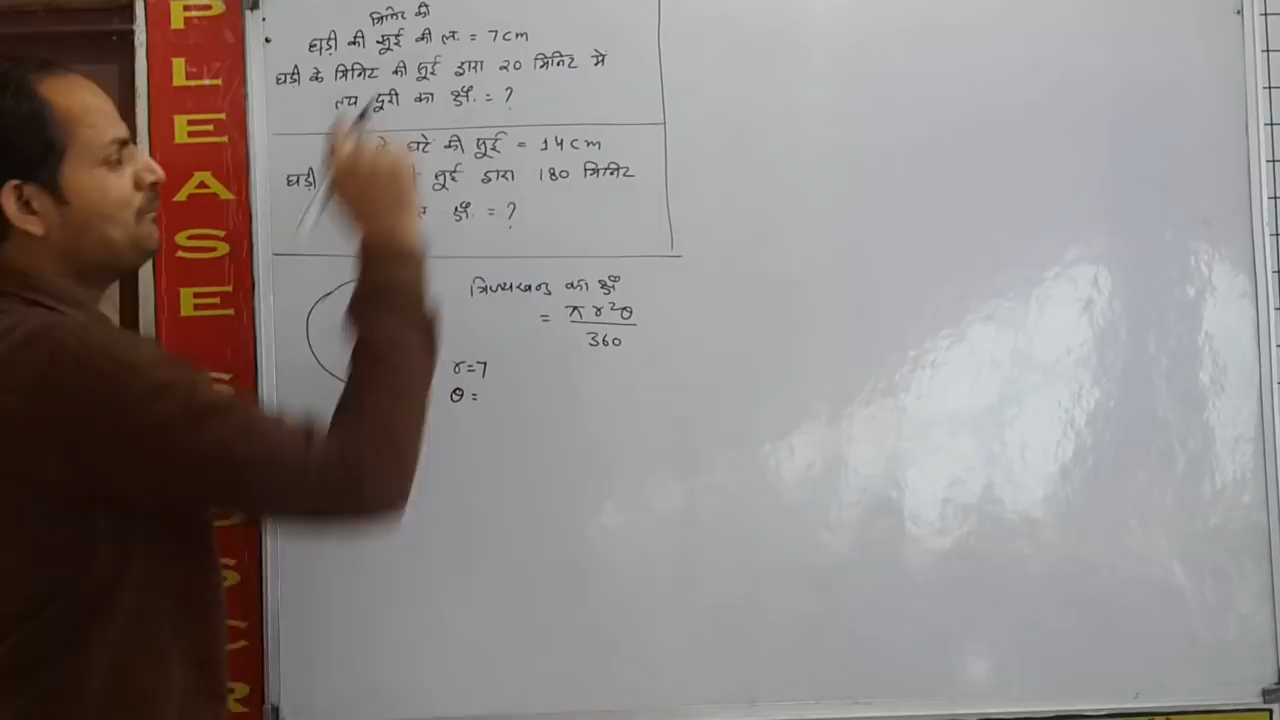 PLEASE
मिनिट की
घड़ी की सूई की ल. = 7cm
घड़ी के मिनिट की सूई द्वारा 20 मिनिट में
तय दूरी का क्षै. = ?
घंटे की सूई = 14cm
घड़ी सूई द्वारा 180 मिनिट
क्षै. = ?
त्रिज्यखण्ड का क्षै
= πr²θ
360
r=7
θ =